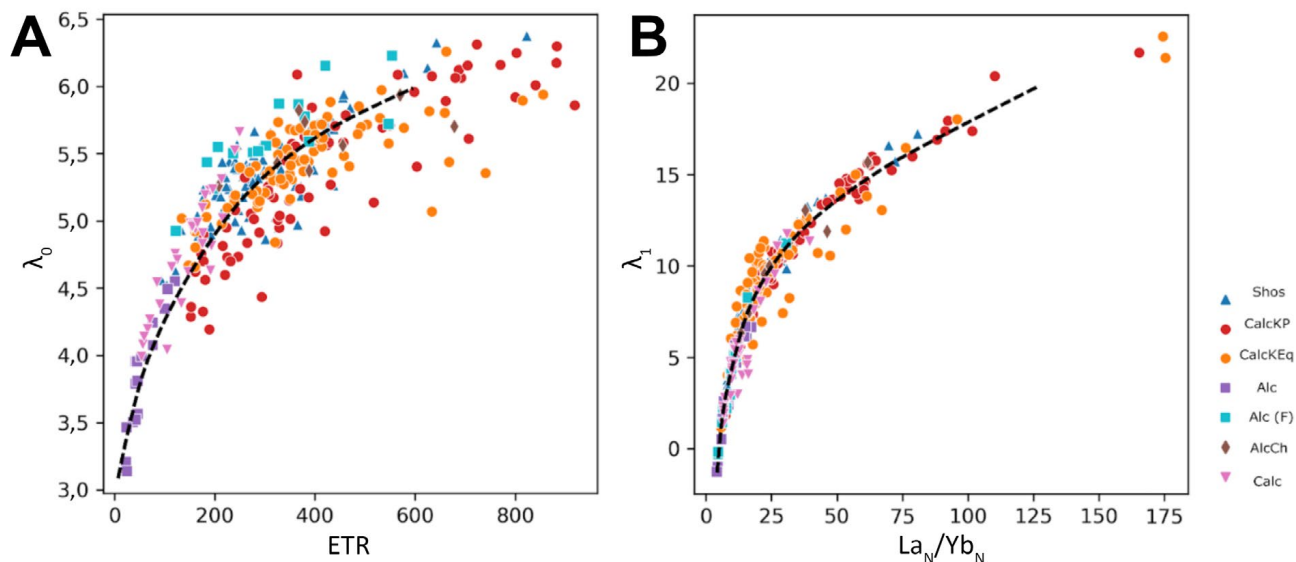 A
B
6,5
6,0
5,5
5,0
4,5
4,0
3,5
3,0
λ0
0
200
400
600
800
ETR
20
15
10
5
0
λ1
0
25
50
75
100
125
150
175
LaN/YbN
Shos
CalcKP
CalcKEq
Alc
Alc (F)
AlcCh
Calc